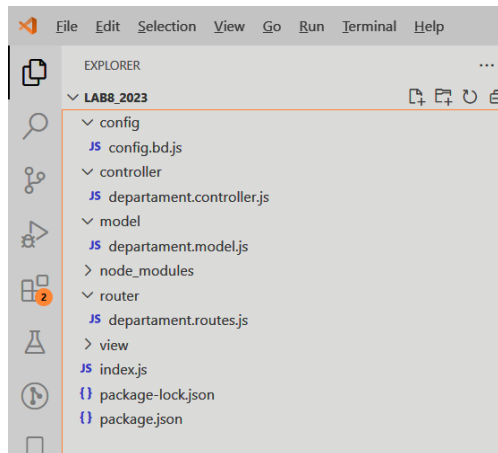 File Edit Selection View Go Run Terminal Help
EXPLORER ...
LAB8_2023
config
JS config.bd.js
controller
JS departament.controller.js
model
JS departament.model.js
node_modules
router
JS departament.routes.js
2
view
JS index.js
{} package-lock.json
{} package.json